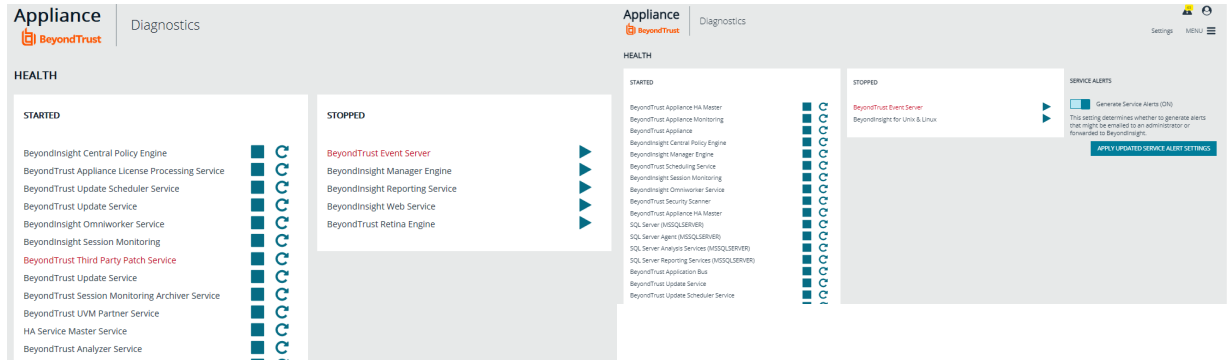 Appliance
BeyondTrust
Diagnostics
HEALTH
STARTED
BeyondInsight Central Policy Engine
BeyondTrust Appliance License Processing Service
BeyondTrust Update Scheduler Service
BeyondTrust Update Service
BeyondInsight Omniworker Service
BeyondInsight Session Monitoring
BeyondTrust Third Party Patch Service
BeyondTrust Update Service
BeyondTrust Session Monitoring Archiver Service
BeyondTrust UVM Partner Service
HA Service Master Service
BeyondTrust Analyzer Service
STOPPED
BeyondTrust Event Server
BeyondInsight Manager Engine
BeyondInsight Reporting Service
BeyondInsight Web Service
BeyondTrust Retina Engine
Appliance
BeyondTrust
Diagnostics
Settings
MENU
HEALTH
STARTED
BeyondTrust Appliance HA Master
BeyondTrust Appliance Monitoring
BeyondTrust Appliance
BeyondInsight Central Policy Engine
BeyondInsight Manager Engine
BeyondTrust Scheduling Service
BeyondInsight Session Monitoring
BeyondInsight Omniworker Service
BeyondTrust Security Scanner
BeyondTrust Appliance HA Master
SQL Server (MSSQLSERVER)
SQL Server Agent (MSSQLSERVER)
SQL Server Analysis Services (MSSQLSERVER)
SQL Server Reporting Services (MSSQLSERVER)
BeyondTrust Application Bus
BeyondTrust Update Service
BeyondTrust Update Scheduler Service
STOPPED
BeyondTrust Event Server
BeyondInsight for Unix & Linux
SERVICE ALERTS
Generate Service Alerts (ON)
This setting determines whether to generate alerts
that might be emailed to an administrator or
forwarded to BeyondInsight.
APPLY UPDATED SERVICE ALERT SETTINGS